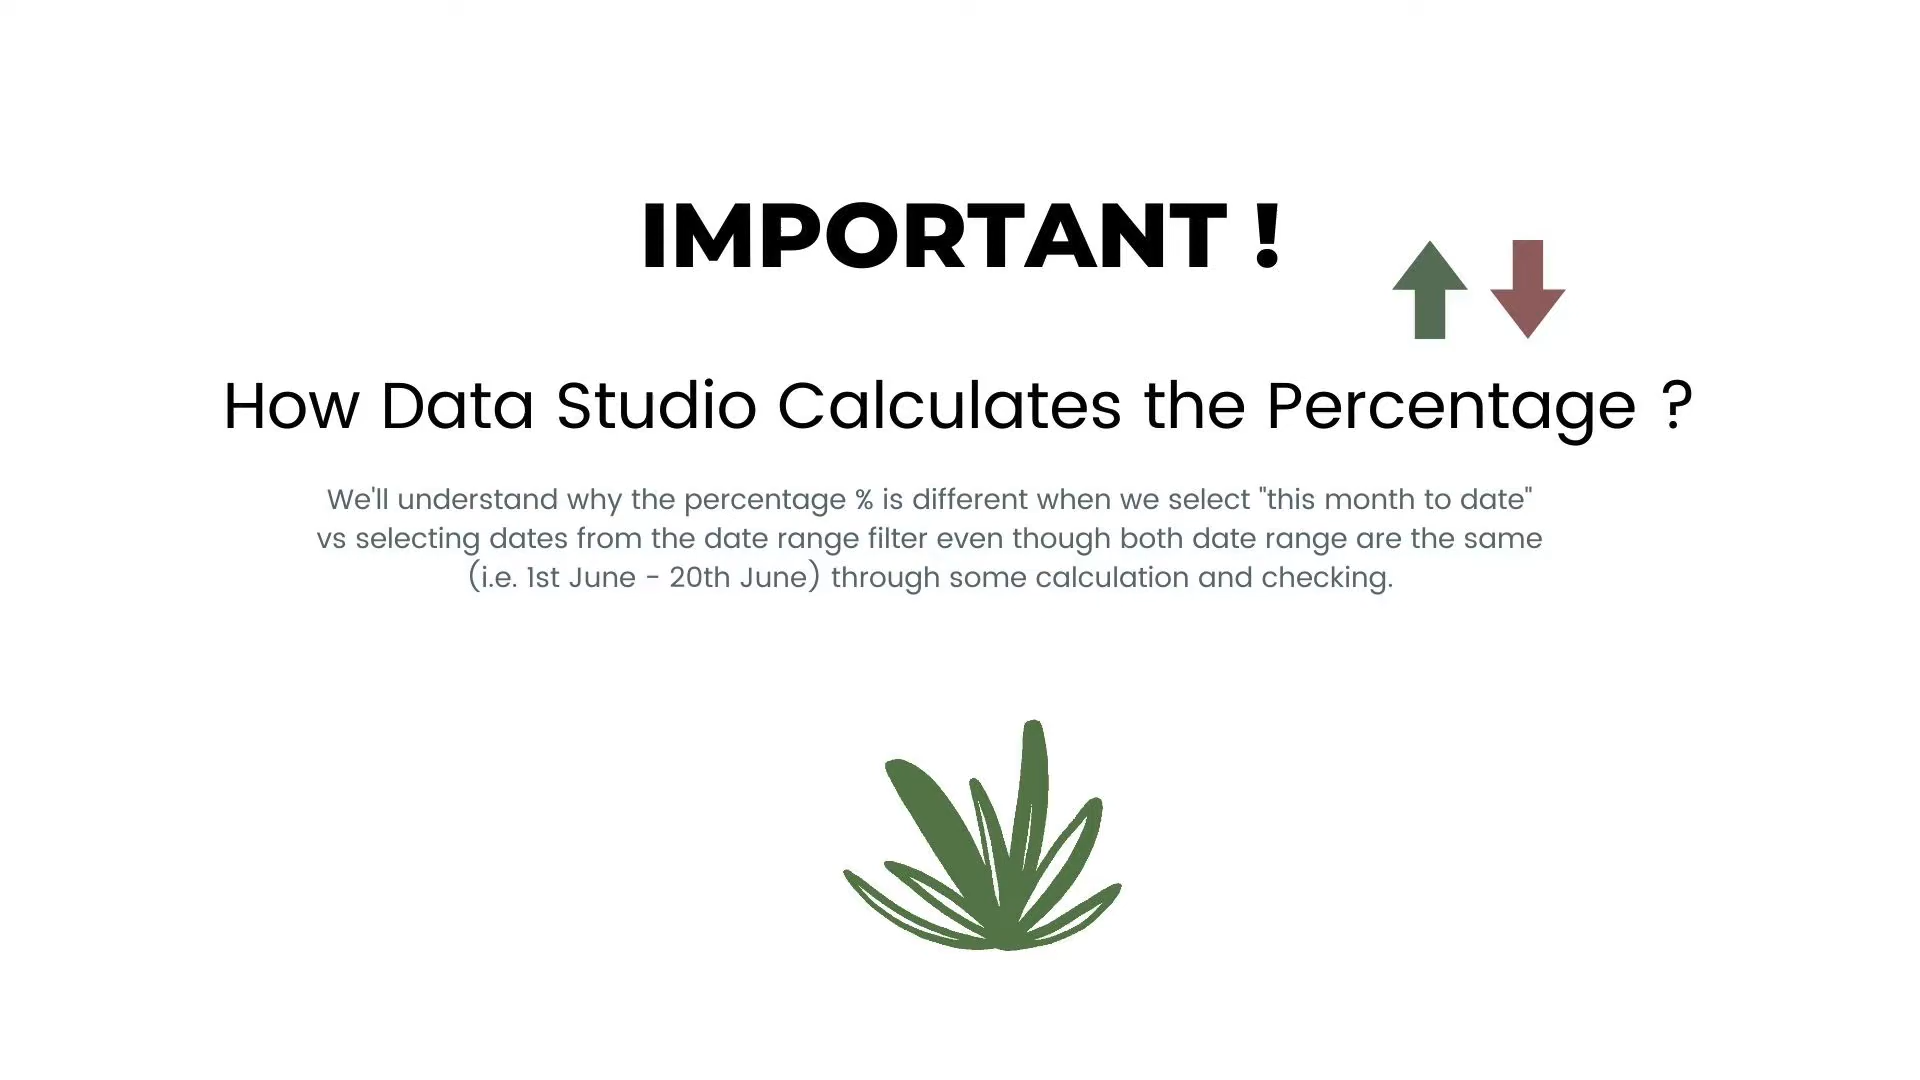 IMPORTANT !
How Data Studio Calculates the Percentage ?
We'll understand why the percentage % is different when we select "this month to date"
vs selecting dates from the date range filter even though both date range are the same
(i.e. 1st June - 20th June) through some calculation and checking.